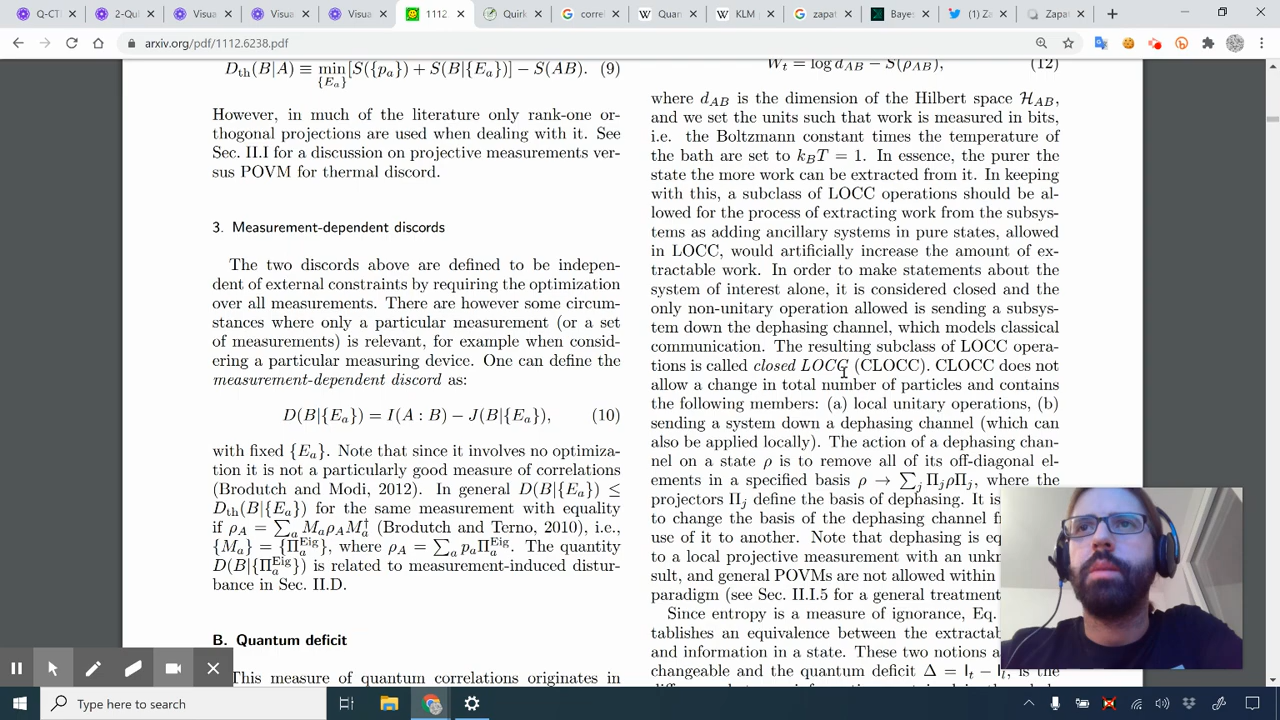 Q-CT
2-Qul
Visua
Visua
Visua
1112.
Quirk
correl
Quan
KLM
zapat
Bayes
(1) Za
Zapat
arxiv.org/pdf/1112.6238.pdf
D_th(B|A) ≡ min_{E_a}[S({p_a}) + S(B|{E_a})] − S(AB). (9)
However, in much of the literature only rank-one or-
thogonal projections are used when dealing with it. See
Sec. II.I for a discussion on projective measurements ver-
sus POVM for thermal discord.
3. Measurement-dependent discords
The two discords above are defined to be indepen-
dent of external constraints by requiring the optimization
over all measurements. There are however some circum-
stances where only a particular measurement (or a set
of measurements) is relevant, for example when consid-
ering a particular measuring device. One can define the
measurement-dependent discord as:
D(B|{E_a}) = I(A : B) − J(B|{E_a}), (10)
with fixed {E_a}. Note that since it involves no optimiza-
tion it is not a particularly good measure of correlations
(Brodutch and Modi, 2012). In general D(B|{E_a}) ≤
D_th(B|{E_a}) for the same measurement with equality
if ρ_A = ∑_a M_a ρ_A M_a^† (Brodutch and Terno, 2010), i.e.,
{M_a} = {Π_a^Eig}, where ρ_A = ∑_a p_a Π_a^Eig. The quantity
D(B|{Π_a^Eig}) is related to measurement-induced distur-
bance in Sec. II.D.
B. Quantum deficit
This measure of quantum correlations originates in
W_t = log d_AB − S(ρ_AB), (12)
where d_AB is the dimension of the Hilbert space H_AB,
and we set the units such that work is measured in bits,
i.e. the Boltzmann constant times the temperature of
the bath are set to k_BT = 1. In essence, the purer the
state the more work can be extracted from it. In keeping
with this, a subclass of LOCC operations should be al-
lowed for the process of extracting work from the subsys-
tems as adding ancillary systems in pure states, allowed
in LOCC, would artificially increase the amount of ex-
tractable work. In order to make statements about the
system of interest alone, it is considered closed and the
only non-unitary operation allowed is sending a subsys-
tem down the dephasing channel, which models classical
communication. The resulting subclass of LOCC opera-
tions is called closed LOCC (CLOCC). CLOCC does not
allow a change in total number of particles and contains
the following members: (a) local unitary operations, (b)
sending a system down a dephasing channel (which can
also be applied locally). The action of a dephasing chan-
nel on a state ρ is to remove all of its off-diagonal el-
ements in a specified basis ρ → ∑_j Π_j ρ Π_j, where the
projectors Π_j define the basis of dephasing. It is
to change the basis of the dephasing channel
use of it to another. Note that dephasing is
to a local projective measurement with an
sult, and general POVMs are not allowed within
paradigm (see Sec. II.I.5 for a general treatment
Since entropy is a measure of ignorance, Eq.
tablishes an equivalence between the
and information in a state. These two notions
changeable and the quantum deficit Δ = I_t − I_l, is the
Type here to search